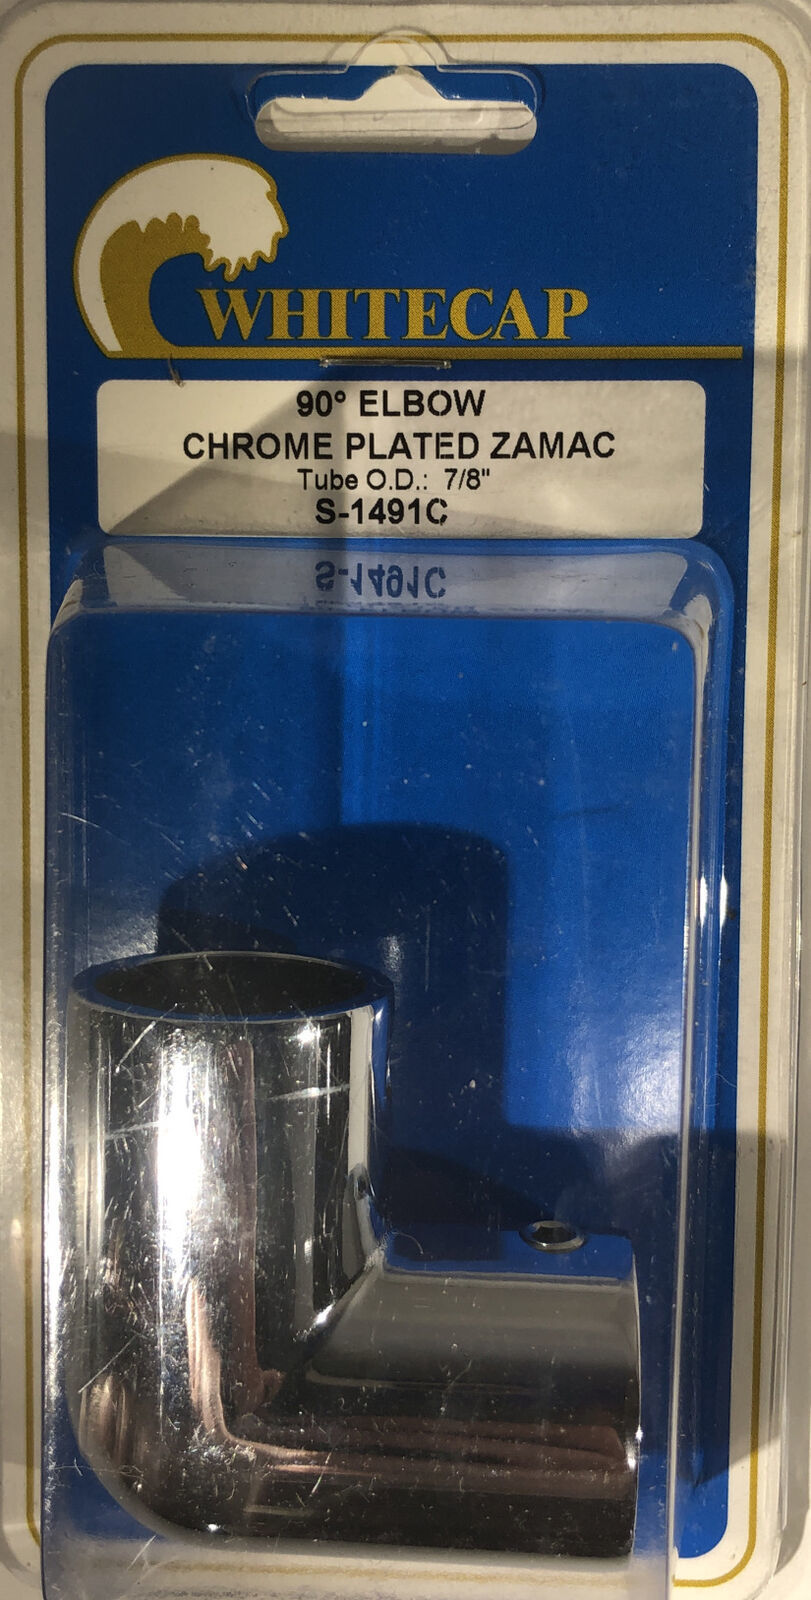 WHITECAP
90° ELBOW
CHROME PLATED ZAMAC
Tube O.D.: 7/8"
S-1491C
S-1491C